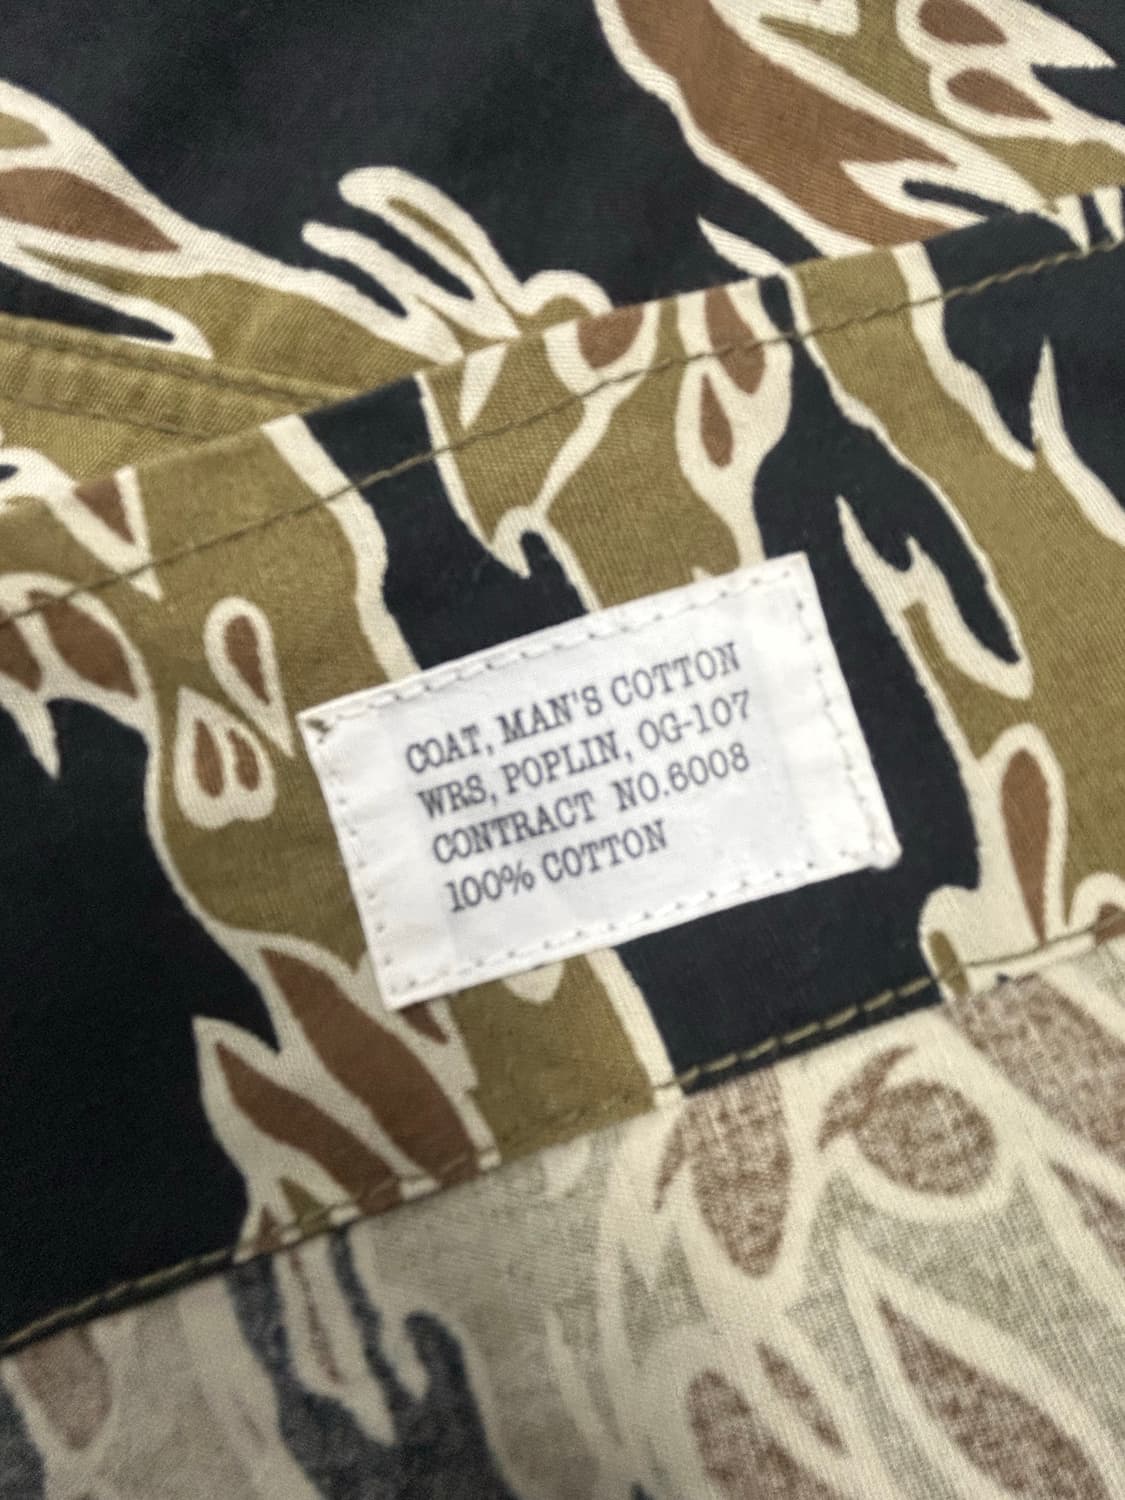 COAT, MAN'S COTTON
WRS, POPLIN, OG-107
CONTRACT NO.6008
100% COTTON